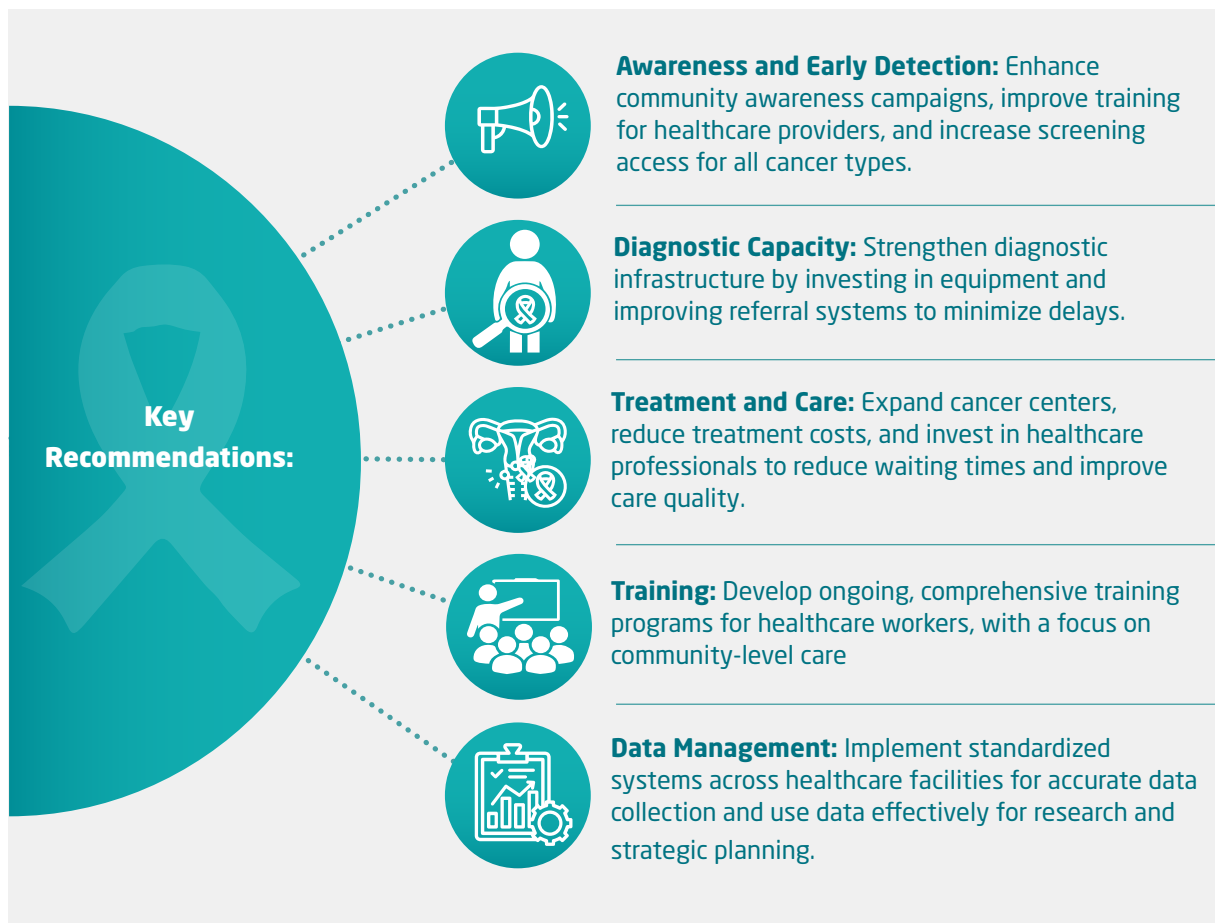 Key
Recommendations:
Awareness and Early Detection: Enhance
community awareness campaigns, improve training
for healthcare providers, and increase screening
access for all cancer types.
Diagnostic Capacity: Strengthen diagnostic
infrastructure by investing in equipment and
improving referral systems to minimize delays.
Treatment and Care: Expand cancer centers,
reduce treatment costs, and invest in healthcare
professionals to reduce waiting times and improve
care quality.
Training: Develop ongoing, comprehensive training
programs for healthcare workers, with a focus on
community-level care
Data Management: Implement standardized
systems across healthcare facilities for accurate data
collection and use data effectively for research and
strategic planning.